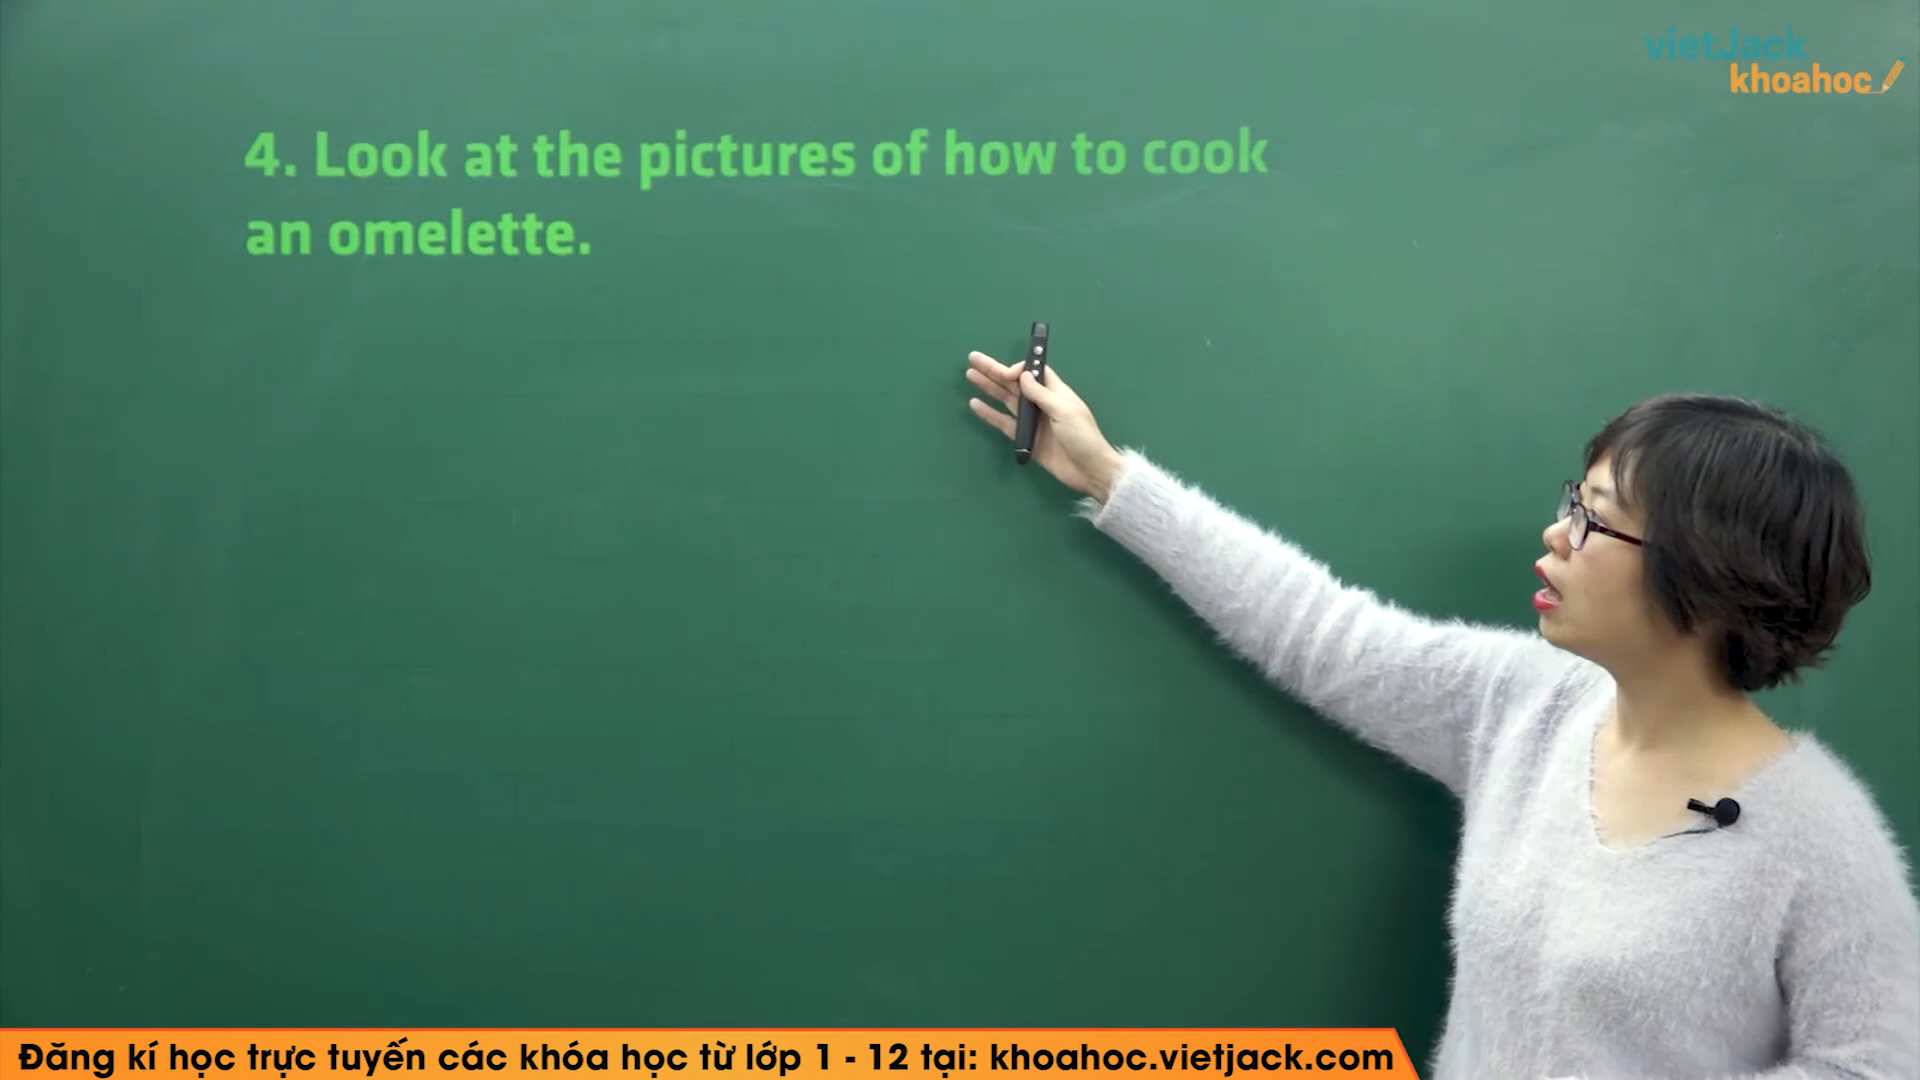 vietJack
khoahoc
4. Look at the pictures of how to cook
an omelette.
Đăng kí học trực tuyến các khóa học từ lớp 1 - 12 tại: khoahoc.vietjack.com